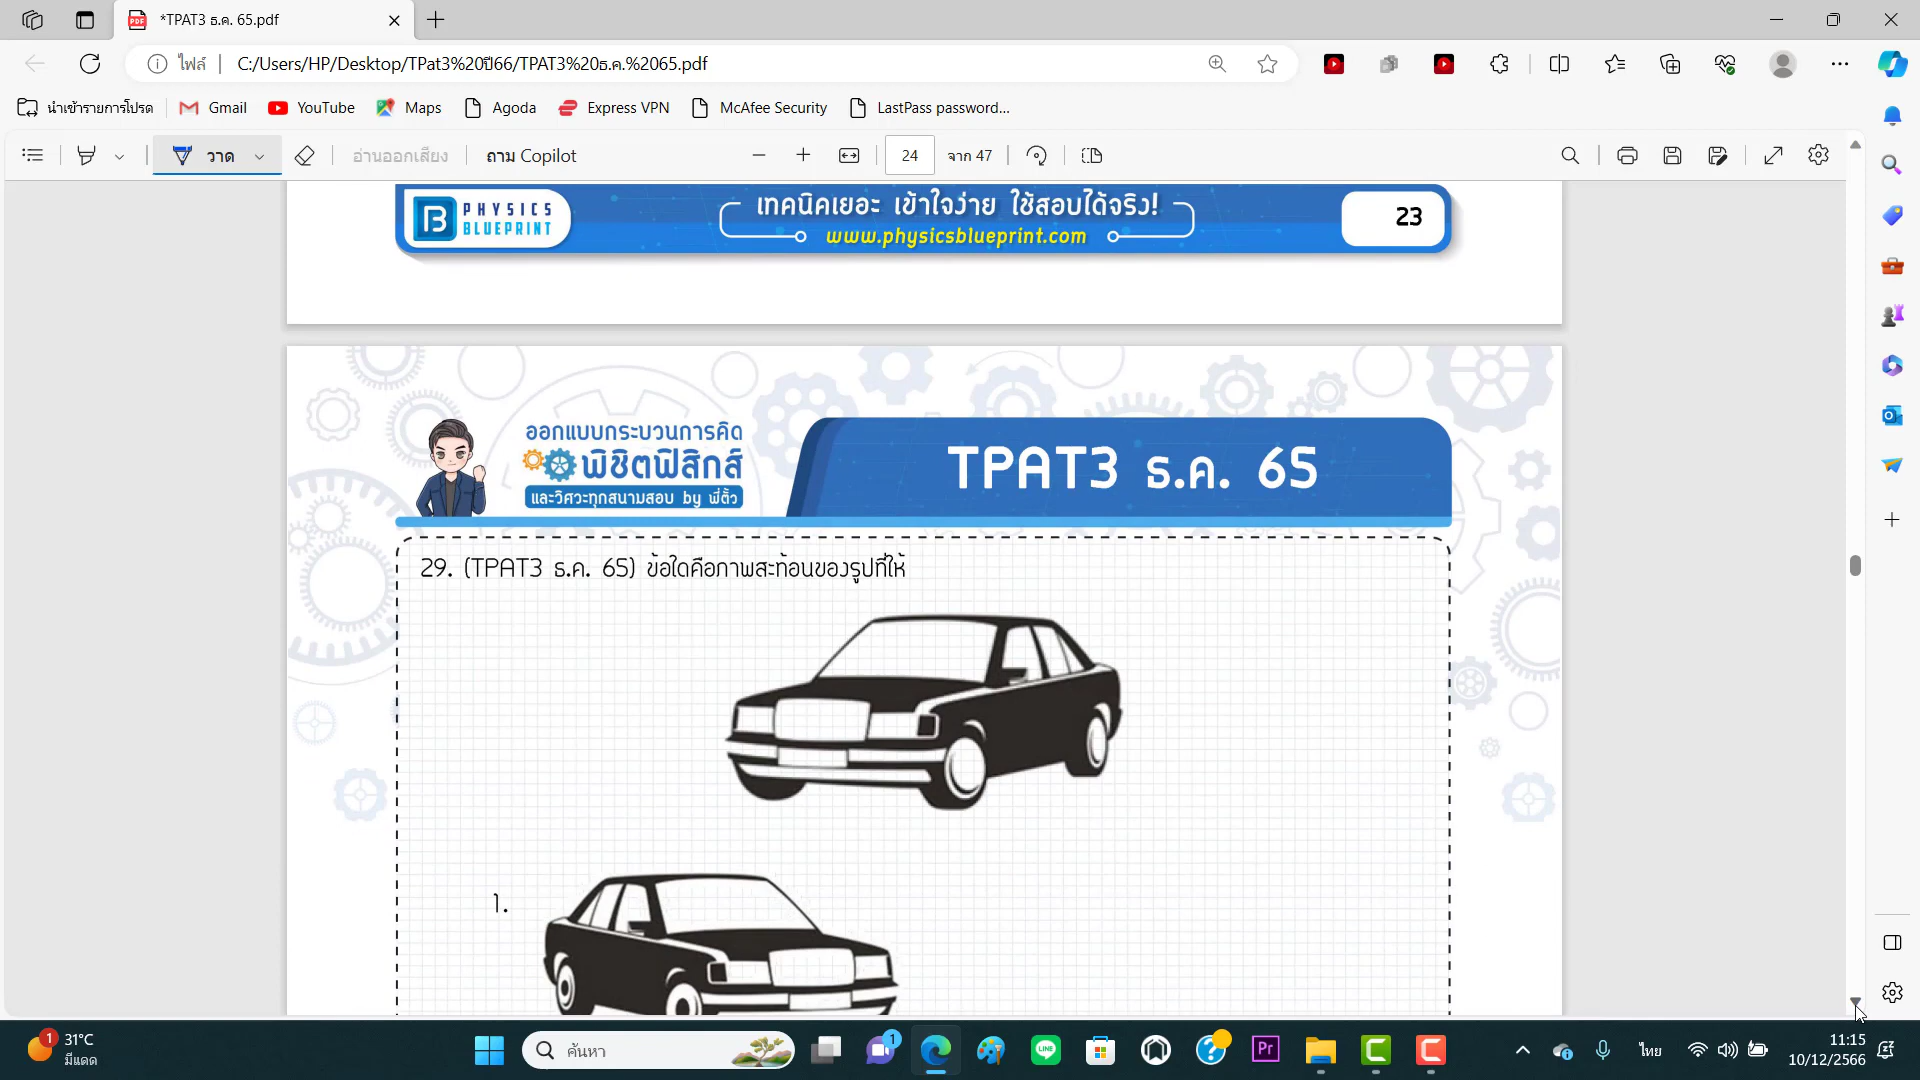 *TPAT3 ธ.ค. 65.pdf
ไฟล์
C:/Users/HP/Desktop/TPat3%20ปี66/TPAT3%20ธ.ค.%2065.pdf
นำเข้ารายการโปรด
Gmail
YouTube
Maps
Agoda
Express VPN
McAfee Security
LastPass password...
วาด
อ่านออกเสียง
ถาม Copilot
24
จาก 47
PHYSICS
BLUEPRINT
เทคนิคเยอะ เข้าใจง่าย ใช้สอบได้จริง!
www.physicsblueprint.com
23
ออกแบบกระบวนการคิด
พิชิตฟิสิกส์
และวิศวะทุกสนามสอบ by พี่ตั้ว
TPAT3 ธ.ค. 65
29. (TPAT3 ธ.ค. 65) ข้อใดคือภาพสะท้อนของรูปที่ให้
1.
1
31°C
มีแดด
ค้นหา
1
LINE
Pr
ไทย
11:15
10/12/2566